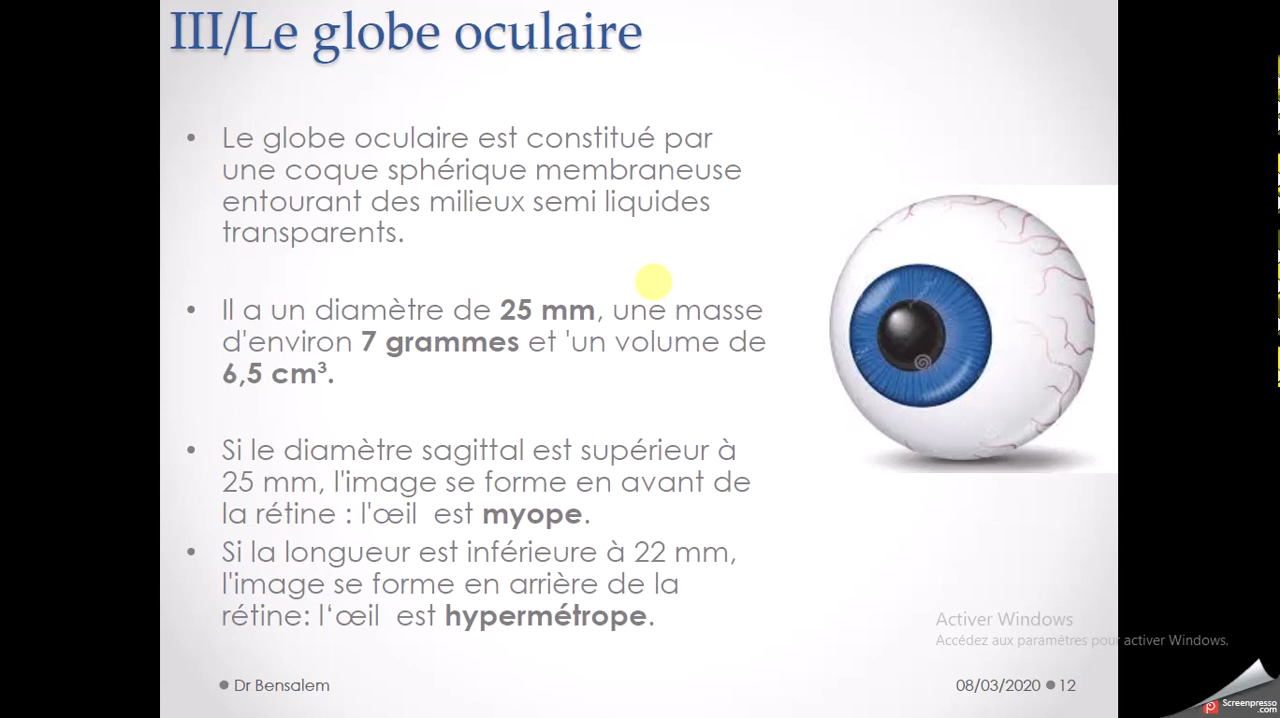 III/Le globe oculaire
• Le globe oculaire est constitué par
une coque sphérique membraneuse
entourant des milieux semi liquides
transparents.
• Il a un diamètre de 25 mm, une masse
d'environ 7 grammes et 'un volume de
6,5 cm³.
• Si le diamètre sagittal est supérieur à
25 mm, l'image se forme en avant de
la rétine : l'œil  est myope.
• Si la longueur est inférieure à 22 mm,
l'image se forme en arrière de la
rétine: l‘œil  est hypermétrope.
Activer Windows
Accédez aux paramètres pour activer Windows.
● Dr Bensalem
08/03/2020 ● 12
Screenpresso
.com